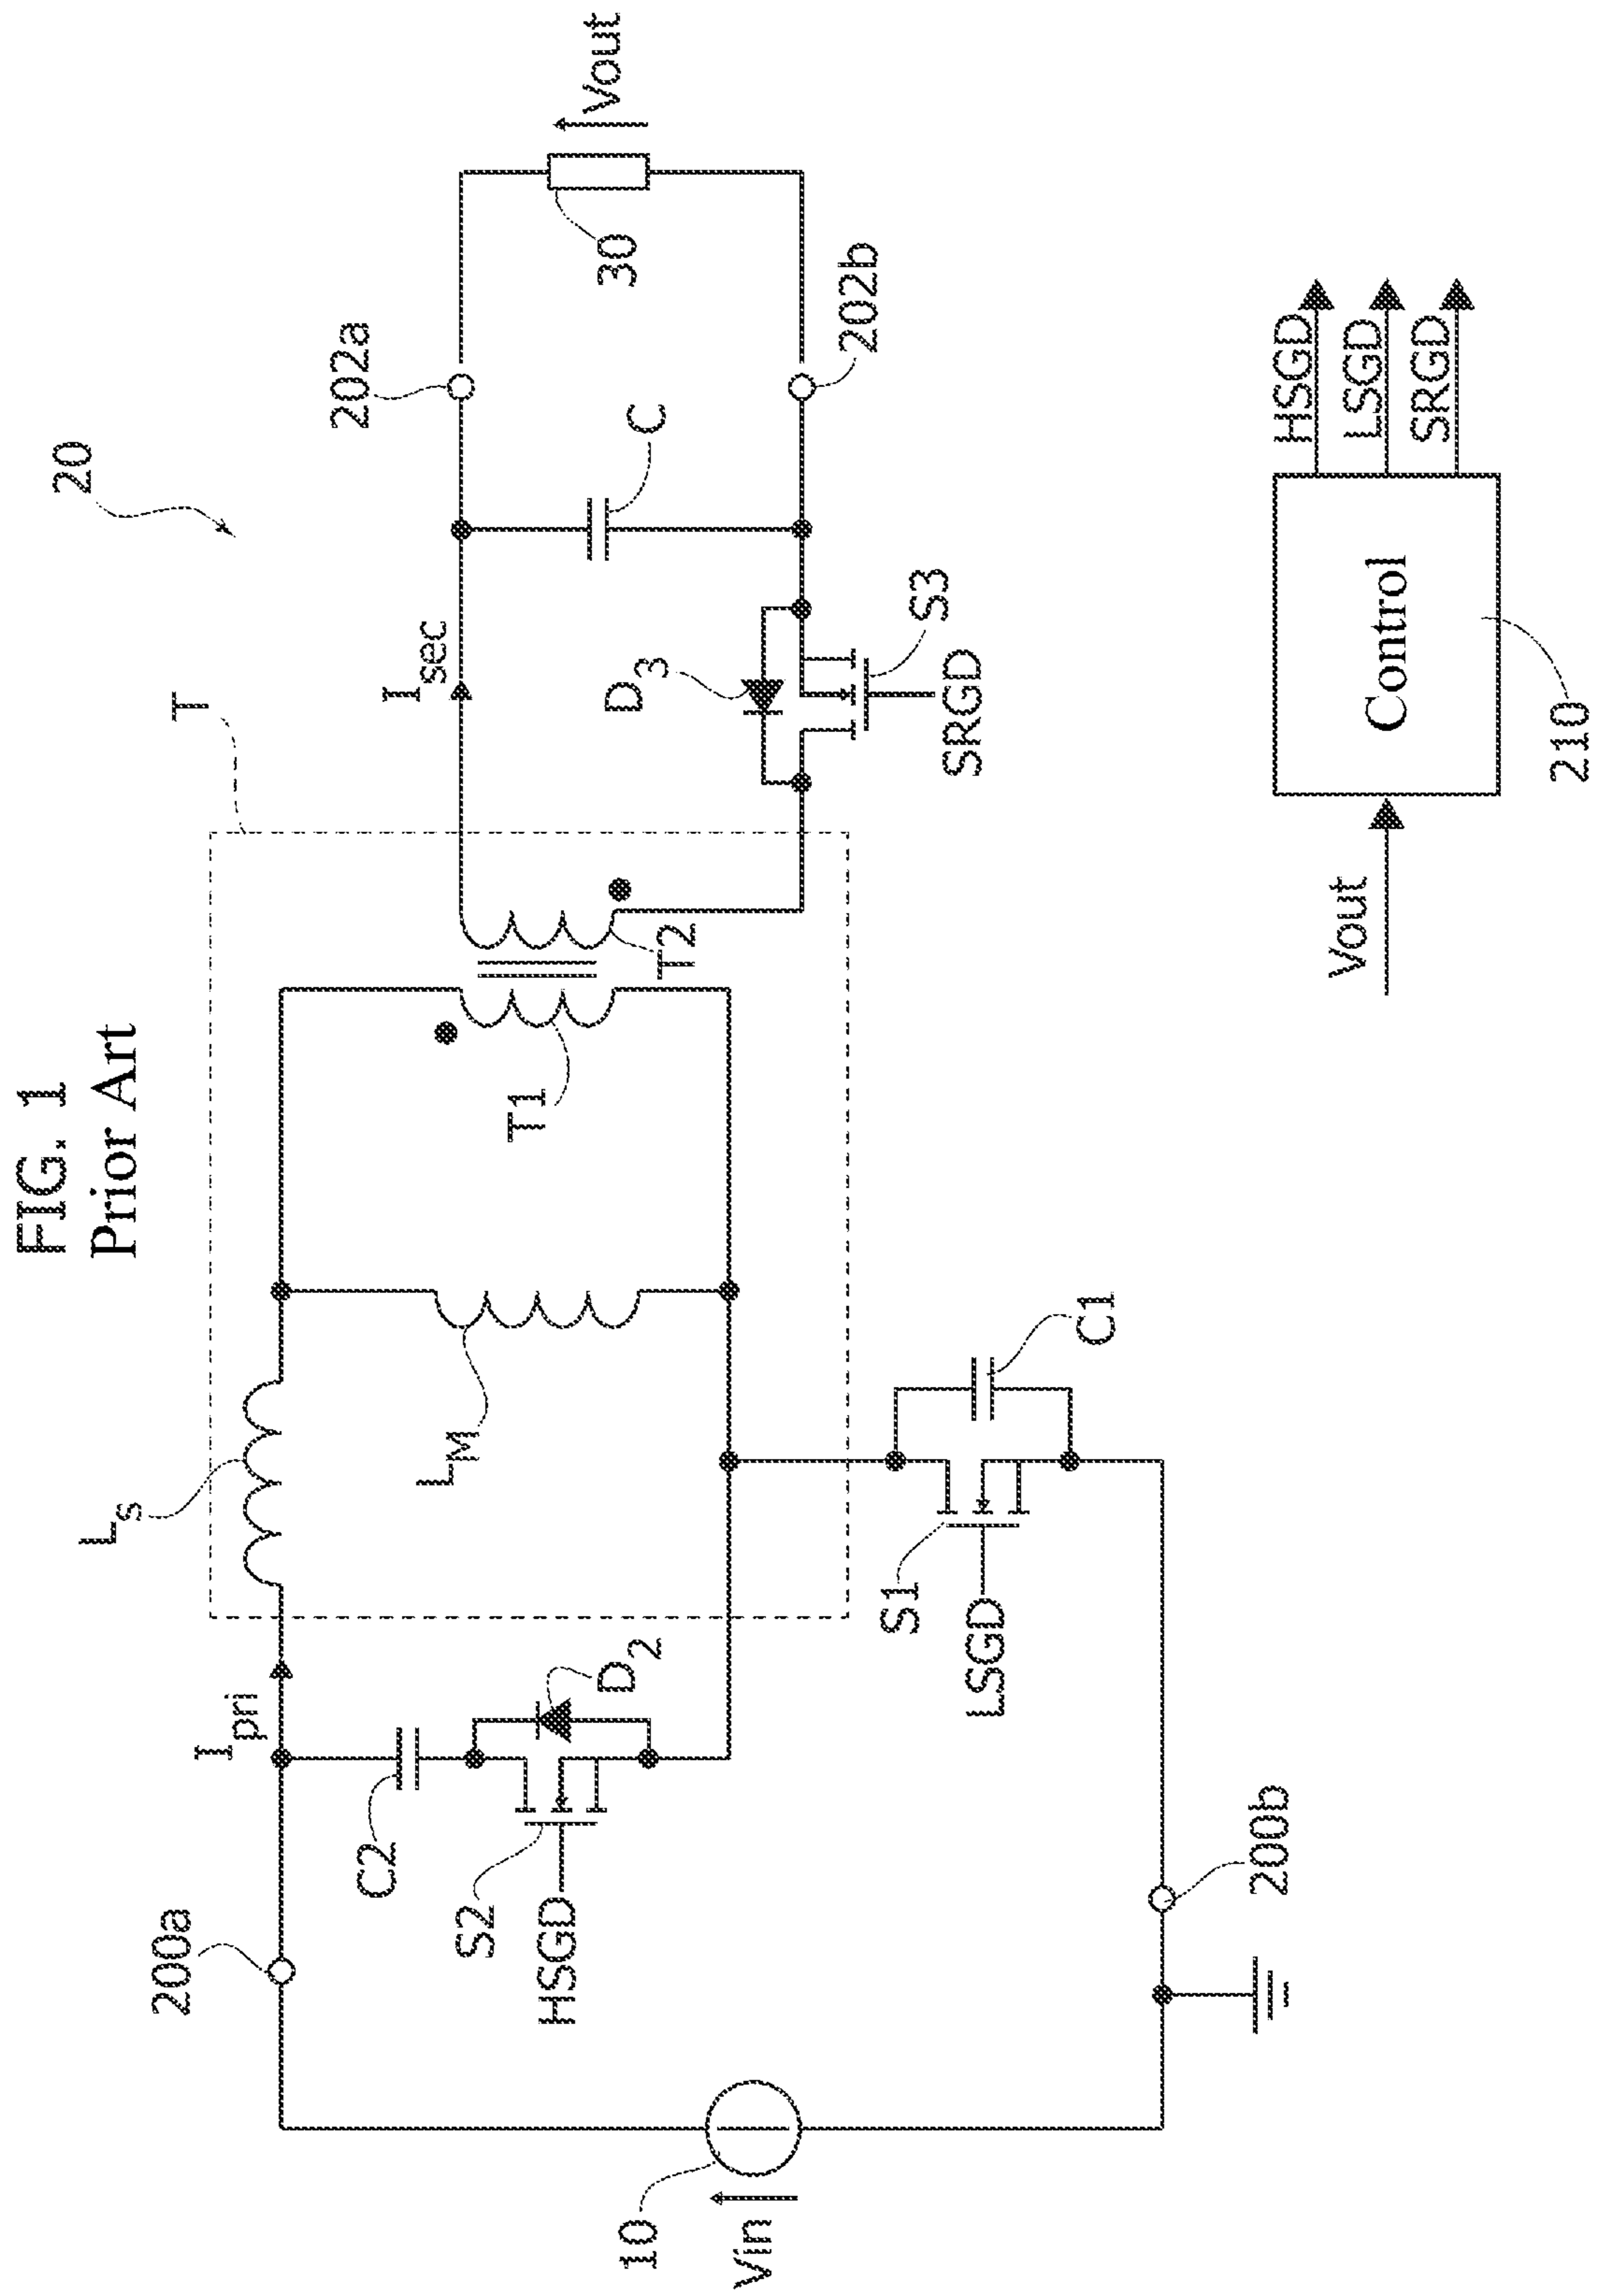 FIG. 1
Prior Art
20
T
Ls
Ipri
200a
Isec
202a
Vout
C2
LM
T1
T2
D3
C
30
S2
D2
HSGD
10
Vin
S3
SRGD
202b
S1
C1
LSGD
200b
Vout
Control
210
HSGD
LSGD
SRGD